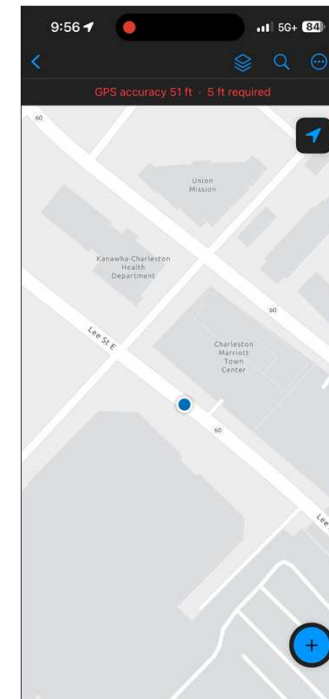 9:56
5G+ 84
GPS accuracy 51 ft · 5 ft required
60
Union
Mission
Kanawha-Charleston
Health
Department
60
Lee St E
Charleston
Marriott
Town
Center
60
Lee